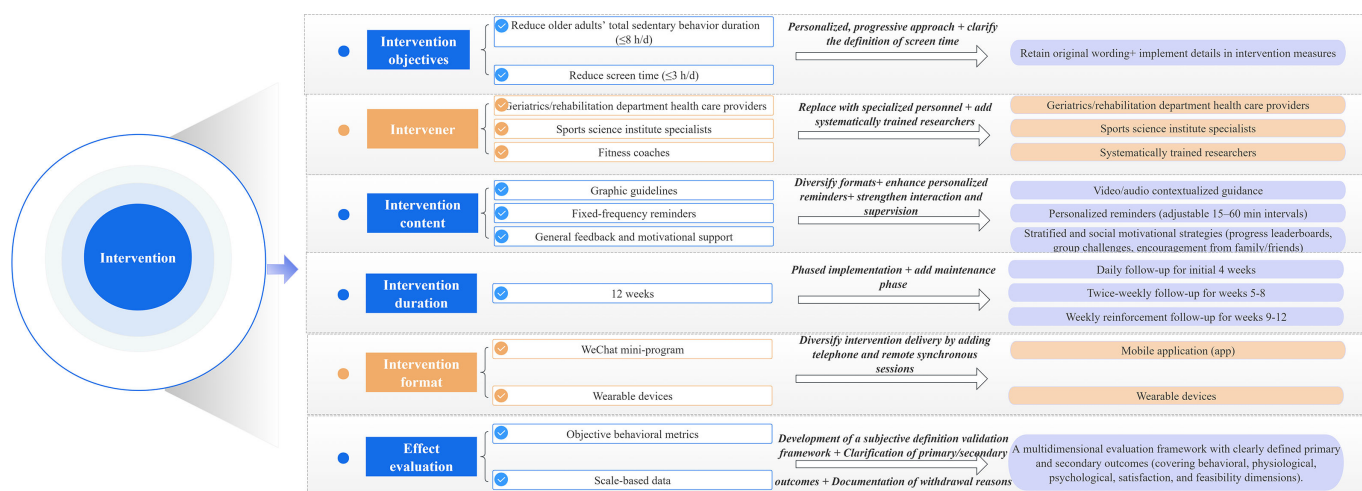 Intervention
Intervention
objectives
Reduce older adults' total sedentary behavior duration
(≤8 h/d)
Reduce screen time (≤3 h/d)
Personalized, progressive approach + clarify
the definition of screen time
Retain original wording+ implement details in intervention measures
Intervener
Geriatrics/rehabilitation department health care providers
Sports science institute specialists
Fitness coaches
Replace with specialized personnel + add
systematically trained researchers
Geriatrics/rehabilitation department health care providers
Sports science institute specialists
Systematically trained researchers
Intervention
content
Graphic guidelines
Fixed-frequency reminders
General feedback and motivational support
Diversify formats+ enhance personalized
reminders+ strengthen interaction and
supervision
Video/audio contextualized guidance
Personalized reminders (adjustable 15–60 min intervals)
Stratified and social motivational strategies (progress leaderboards,
group challenges, encouragement from family/friends)
Intervention
duration
12 weeks
Phased implementation + add maintenance
phase
Daily follow-up for initial 4 weeks
Twice-weekly follow-up for weeks 5-8
Weekly reinforcement follow-up for weeks 9-12
Intervention
format
WeChat mini-program
Wearable devices
Diversify intervention delivery by adding
telephone and remote synchronous
sessions
Mobile application (app)
Wearable devices
Effect
evaluation
Objective behavioral metrics
Scale-based data
Development of a subjective definition validation
framework + Clarification of primary/secondary
outcomes + Documentation of withdrawal reasons
A multidimensional evaluation framework with clearly defined primary
and secondary outcomes (covering behavioral, physiological,
psychological, satisfaction, and feasibility dimensions).